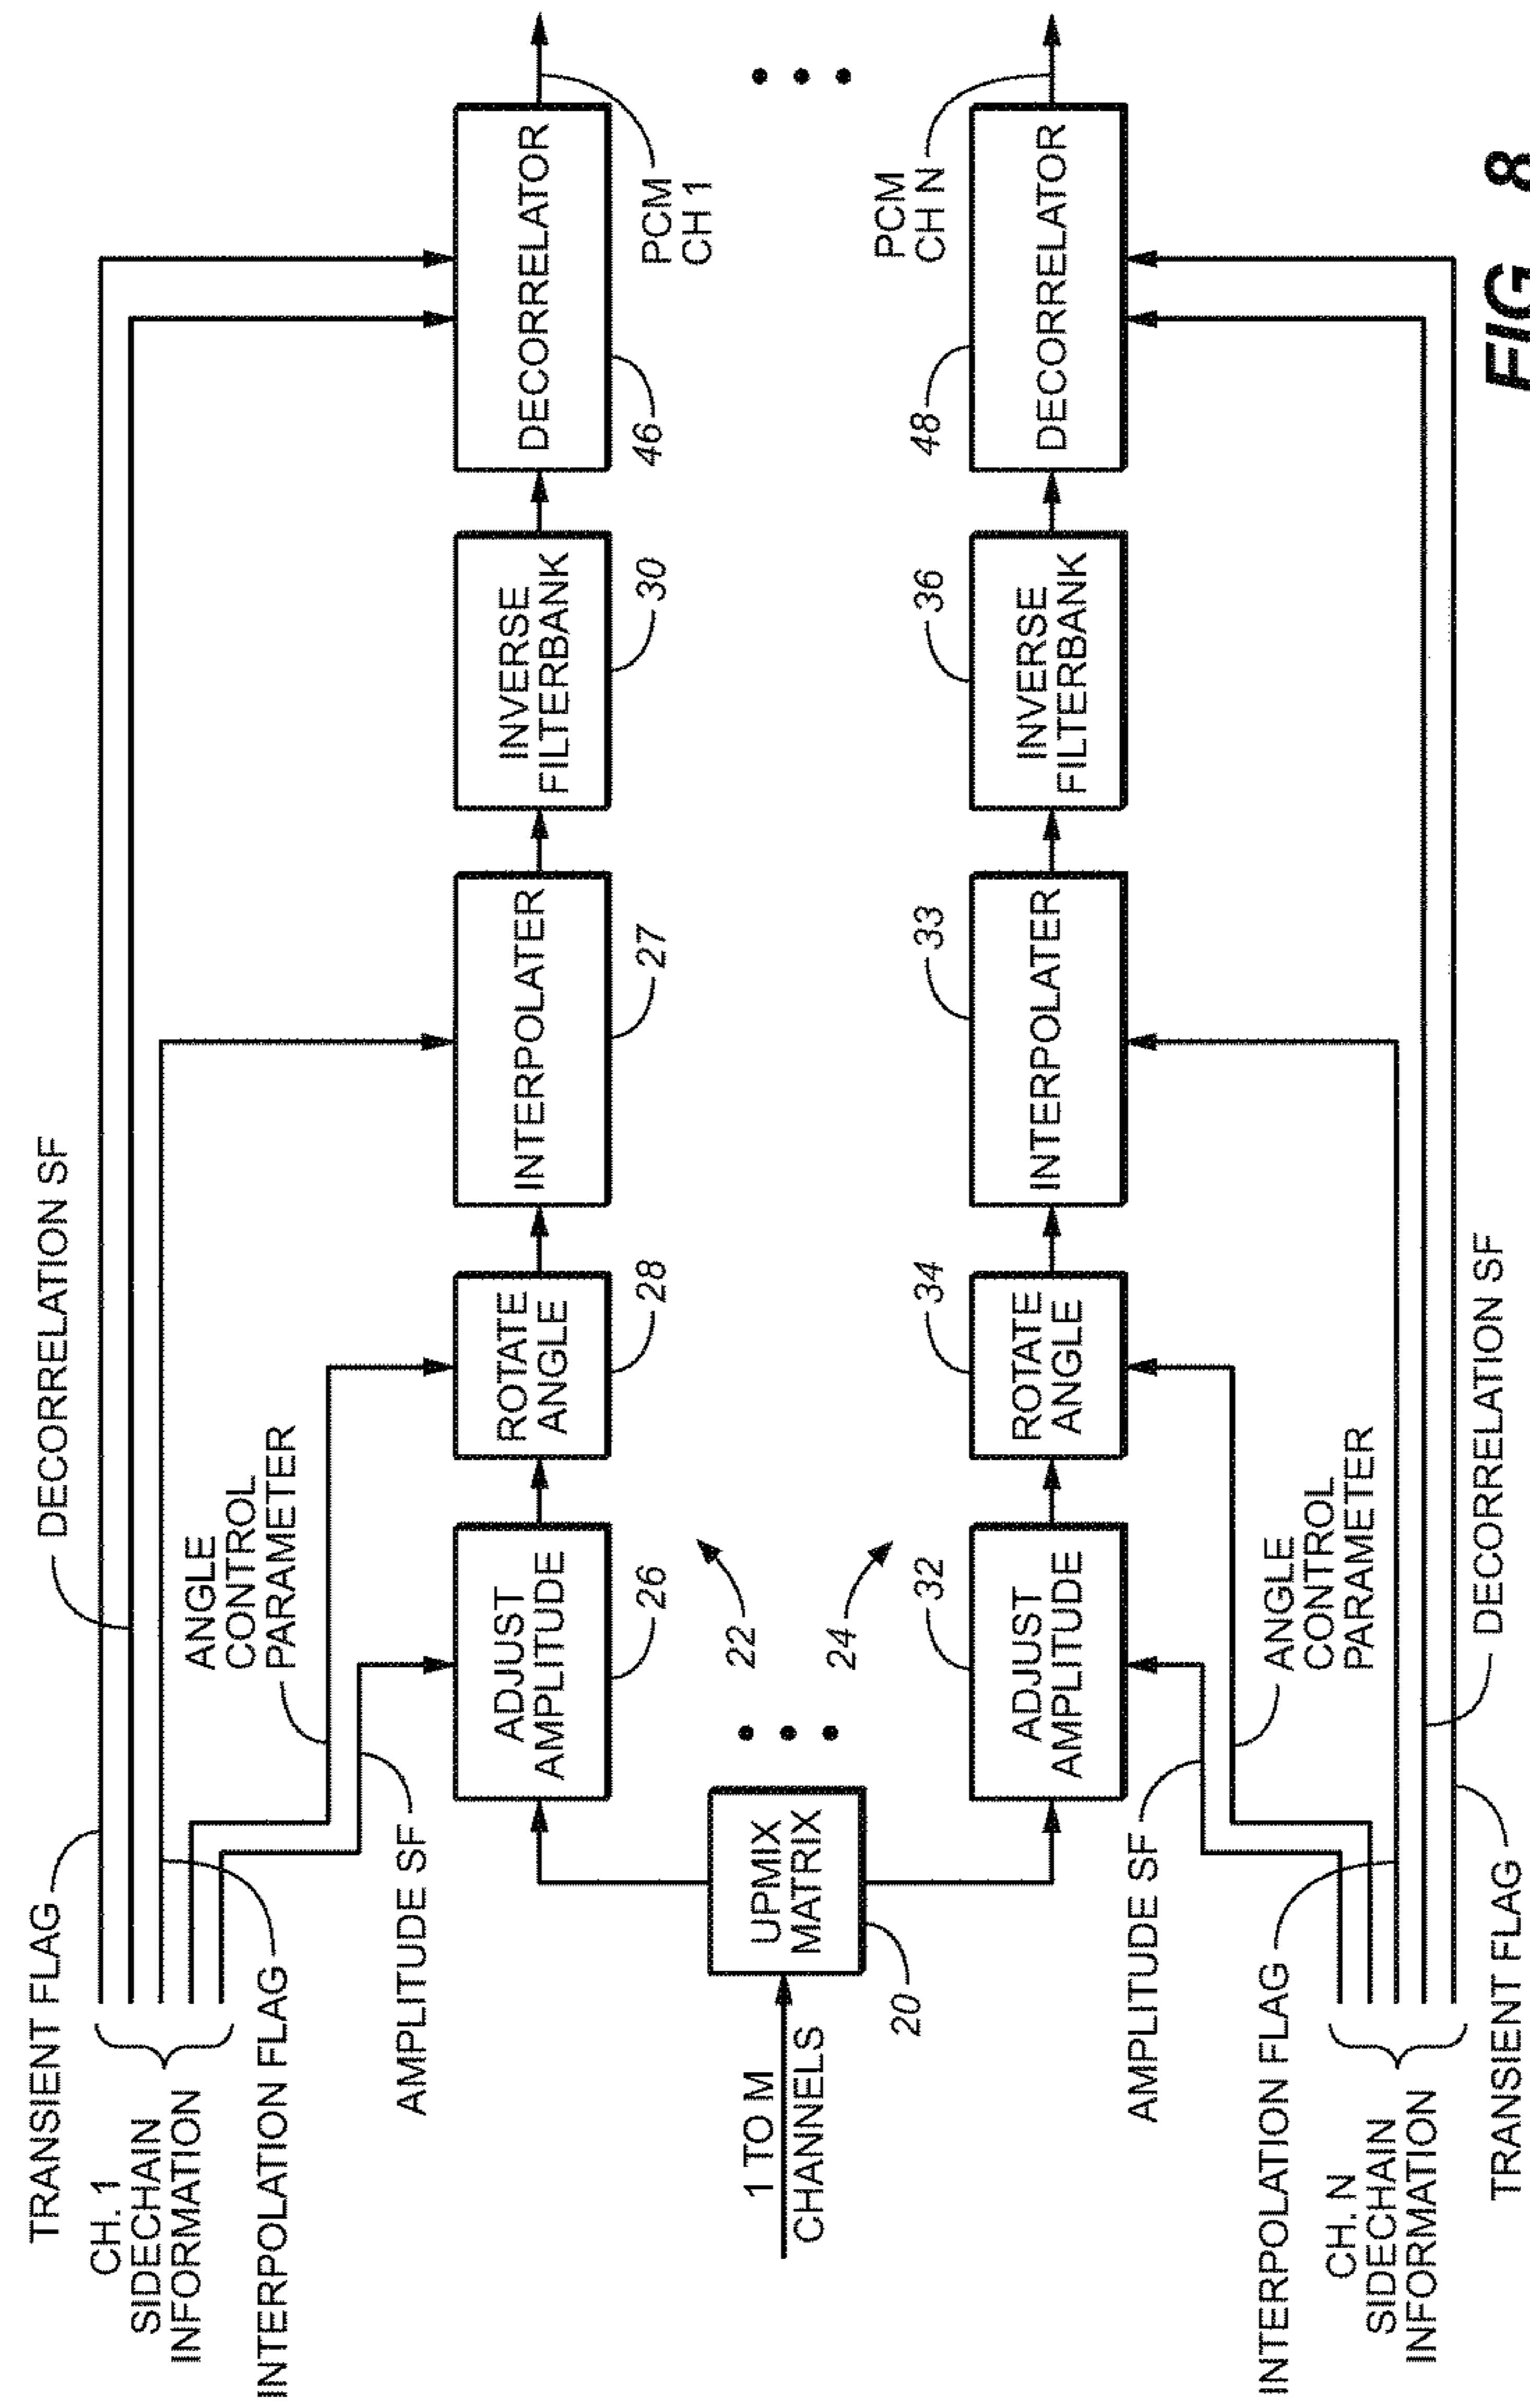 TRANSIENT FLAG
DECORRELATION SF
CH. 1
SIDECHAIN
INFORMATION
ANGLE
CONTROL
PARAMETER
INTERPOLATION FLAG
AMPLITUDE SF
ADJUST
AMPLITUDE
26
ROTATE
ANGLE
28
INTERPOLATER
27
INVERSE
FILTERBANK
30
DECORRELATOR
46
PCM
CH 1
22
1 TO M
CHANNELS
UPMIX
MATRIX
20
24
32
ADJUST
AMPLITUDE
34
ROTATE
ANGLE
33
INTERPOLATER
36
INVERSE
FILTERBANK
48
DECORRELATOR
PCM
CH N
AMPLITUDE SF
INTERPOLATION FLAG
ANGLE
CONTROL
PARAMETER
CH. N
SIDECHAIN
INFORMATION
DECORRELATION SF
TRANSIENT FLAG
FIG_8